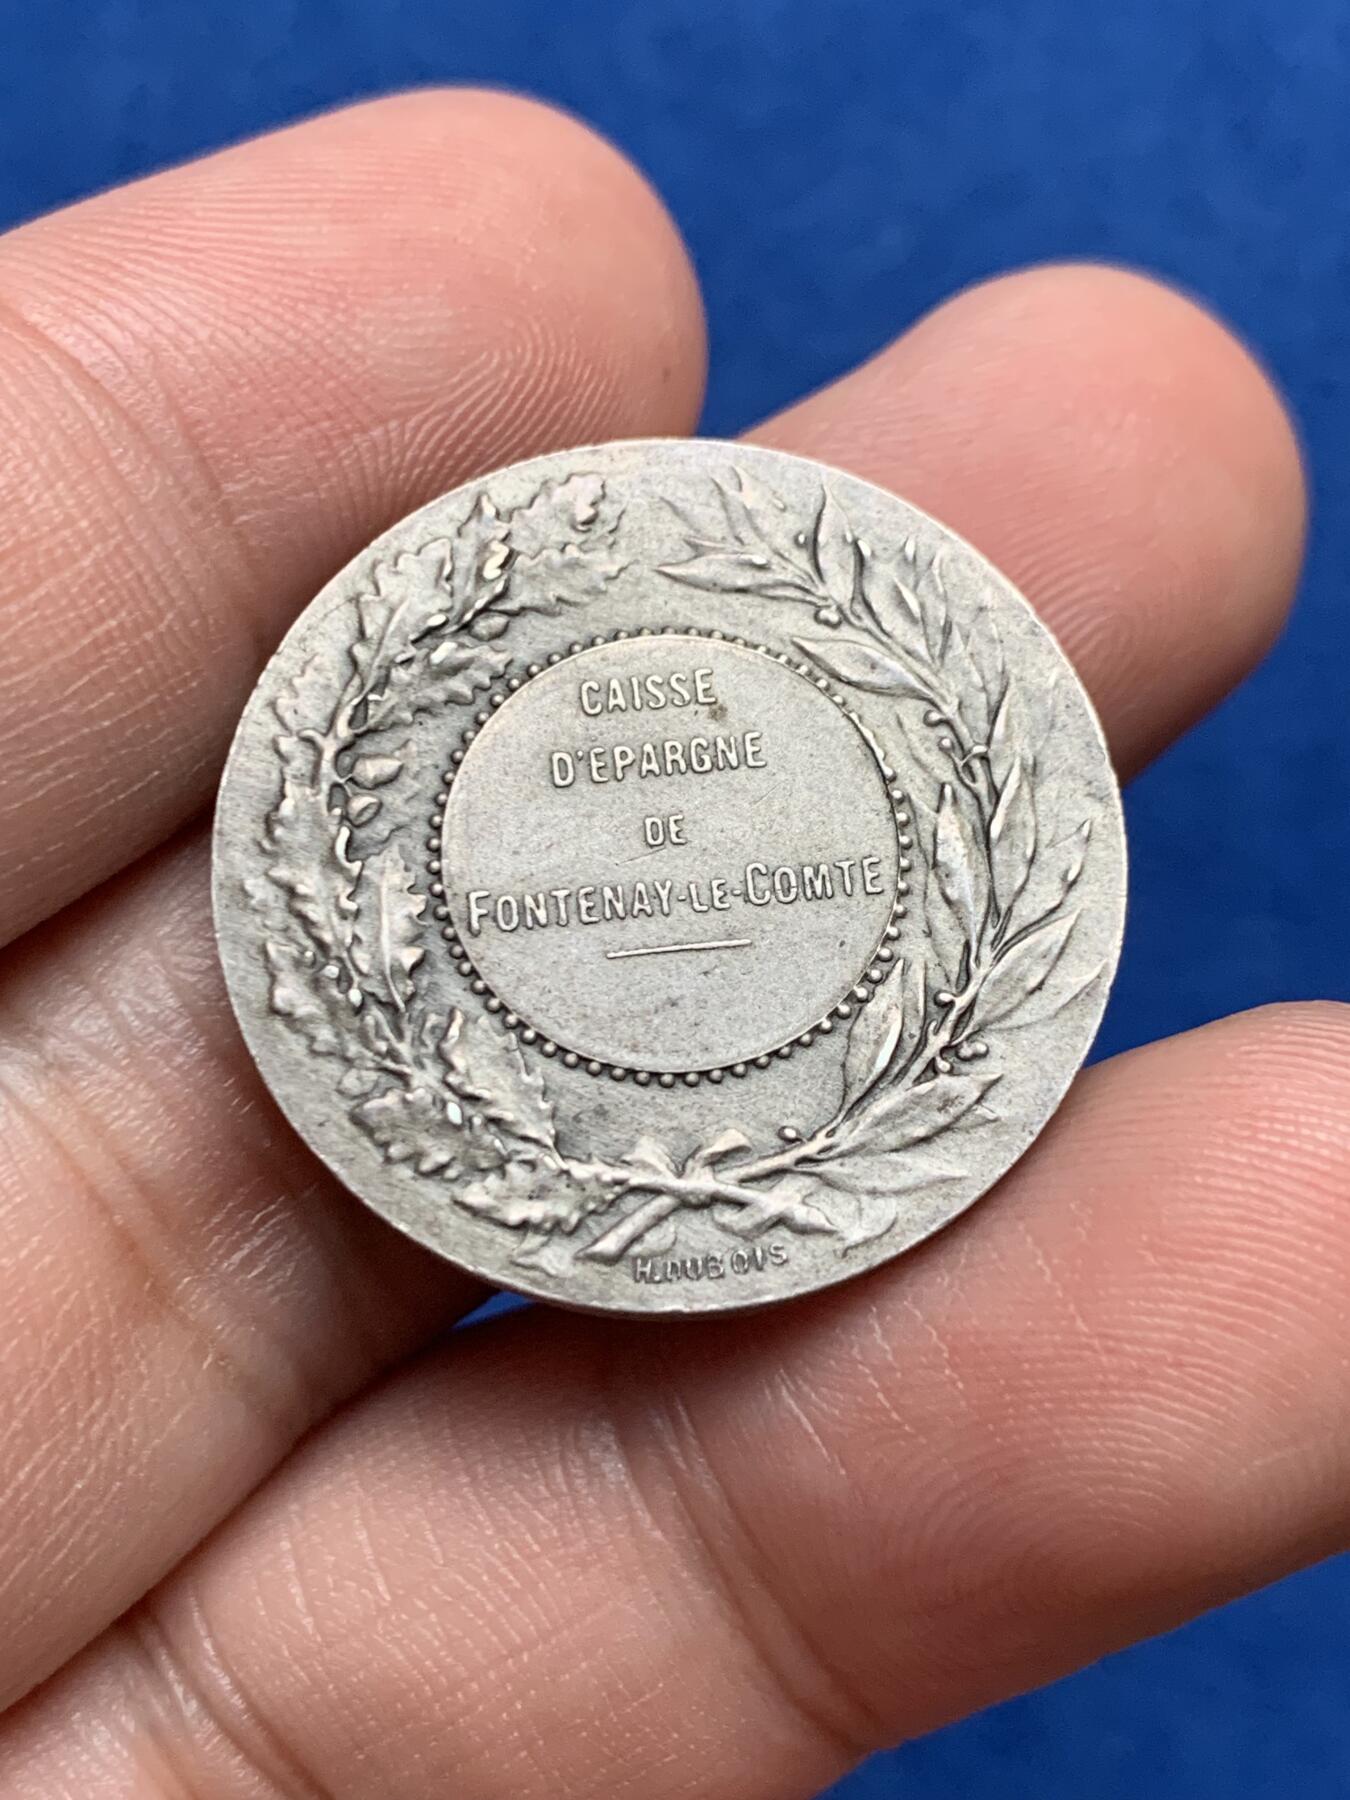 CAISSE
D'EPARGNE
DE
FONTENAY-LE-COMTE
H.DUBOIS